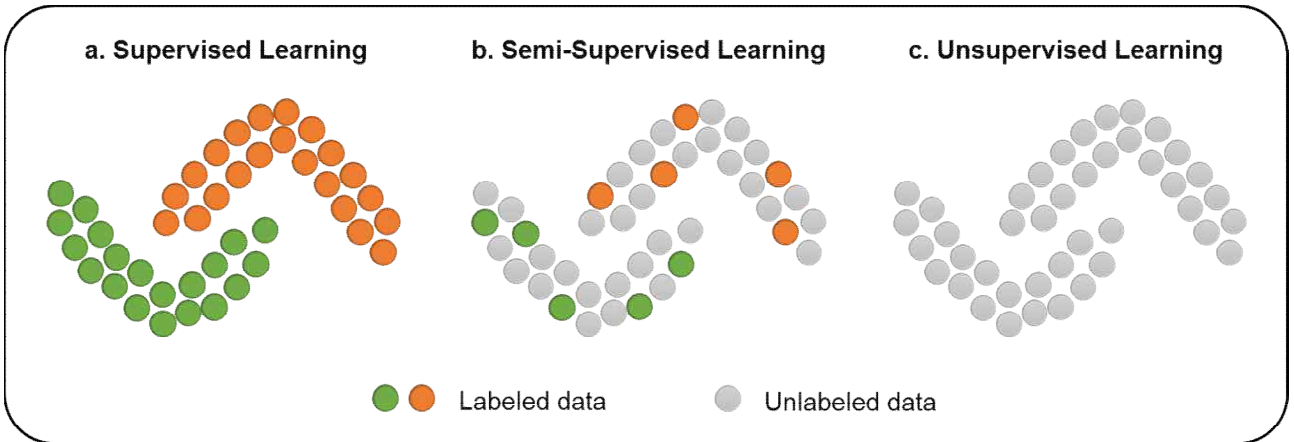 a. Supervised Learning
b. Semi-Supervised Learning
c. Unsupervised Learning
Labeled data
Unlabeled data